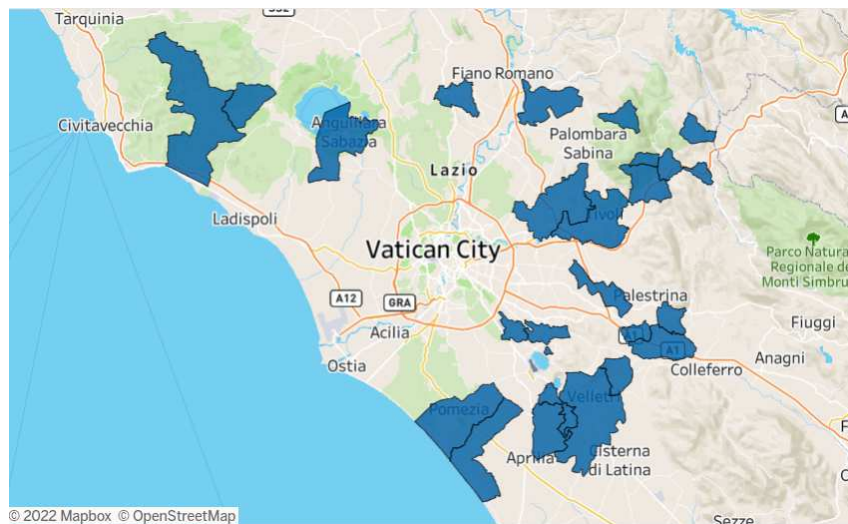 S32
Tarquinia
Fiano Romano
Civitavecchia
Anguillara
Sabazia
Palombara
Sabina
Lazio
Ladispoli
Tivoli
Vatican City
Parco Natura
Regionale de
Monti Simbru
A12
GRA
Palestrina
Acilia
A1
A1
Fiuggi
Ostia
Anagni
Colleferro
Pomezia
Velletri
Aprilia
Cisterna
di Latina
Sezze
© 2022 Mapbox © OpenStreetMap